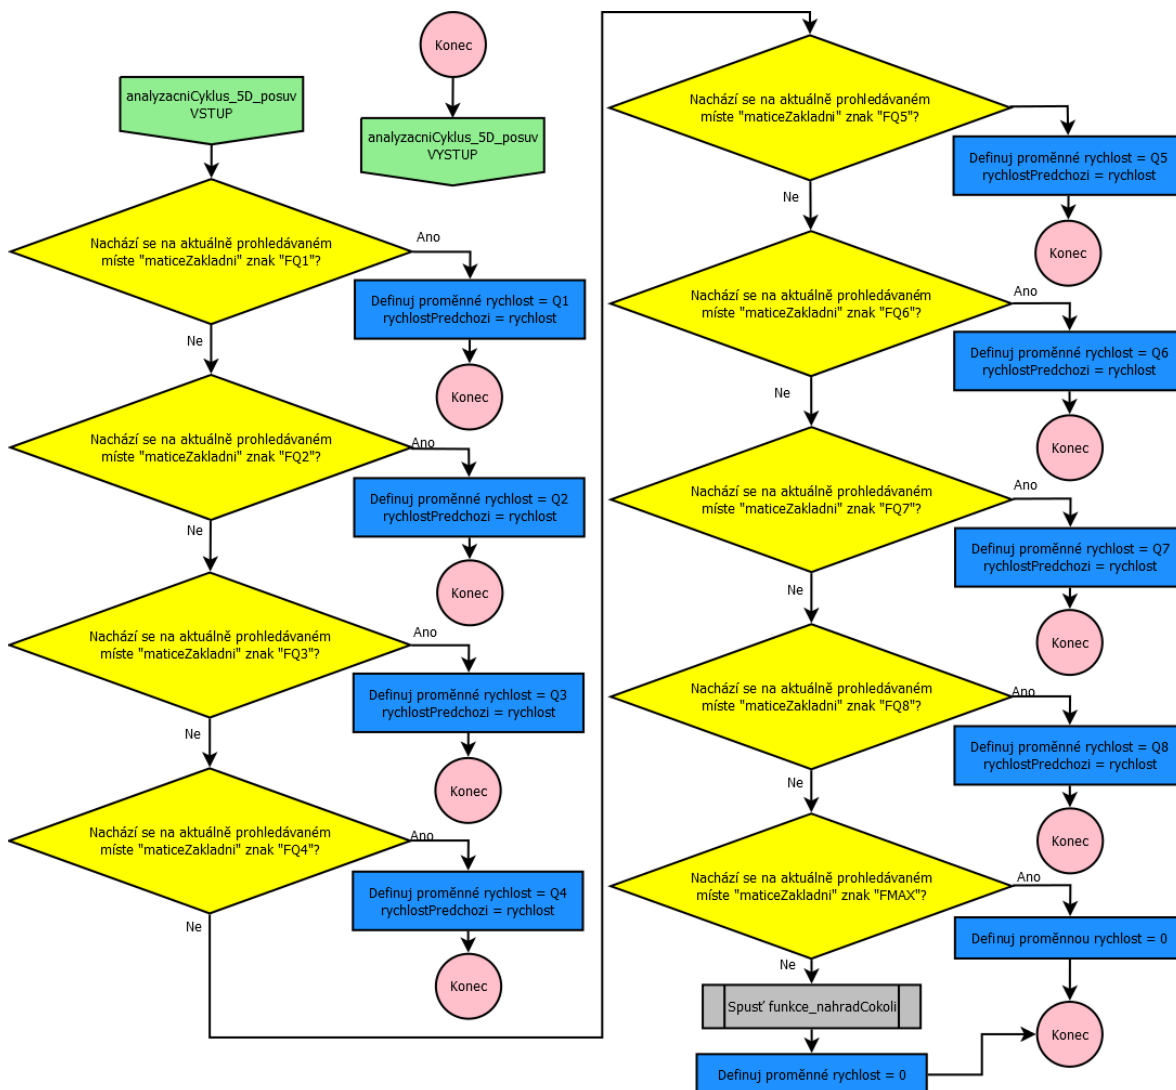 analyzacniCyklus_5D_posuv
VSTUP
Nachází se na aktuálně prohledávaném
míste "maticeZakladni" znak "FQ1"?
Ano
Definuj proměnné rychlost = Q1
rychlostPredchozi = rychlost
Konec
Ne
Nachází se na aktuálně prohledávaném
míste "maticeZakladni" znak "FQ2"?
Ano
Definuj proměnné rychlost = Q2
rychlostPredchozi = rychlost
Konec
Ne
Nachází se na aktuálně prohledávaném
míste "maticeZakladni" znak "FQ3"?
Ano
Definuj proměnné rychlost = Q3
rychlostPredchozi = rychlost
Konec
Ne
Nachází se na aktuálně prohledávaném
míste "maticeZakladni" znak "FQ4"?
Ano
Definuj proměnné rychlost = Q4
rychlostPredchozi = rychlost
Konec
Ne
Konec
analyzacniCyklus_5D_posuv
VYSTUP
Nachází se na aktuálně prohledávaném
míste "maticeZakladni" znak "FQ5"?
Ano
Definuj proměnné rychlost = Q5
rychlostPredchozi = rychlost
Konec
Ne
Nachází se na aktuálně prohledávaném
míste "maticeZakladni" znak "FQ6"?
Ano
Definuj proměnné rychlost = Q6
rychlostPredchozi = rychlost
Konec
Ne
Nachází se na aktuálně prohledávaném
míste "maticeZakladni" znak "FQ7"?
Ano
Definuj proměnné rychlost = Q7
rychlostPredchozi = rychlost
Konec
Ne
Nachází se na aktuálně prohledávaném
míste "maticeZakladni" znak "FQ8"?
Ano
Definuj proměnné rychlost = Q8
rychlostPredchozi = rychlost
Konec
Ne
Nachází se na aktuálně prohledávaném
míste "maticeZakladni" znak "FMAX"?
Ano
Definuj proměnnou rychlost = 0
Ne
Spusť funkce_nahradCokoli
Definuj proměnné rychlost = 0
Konec